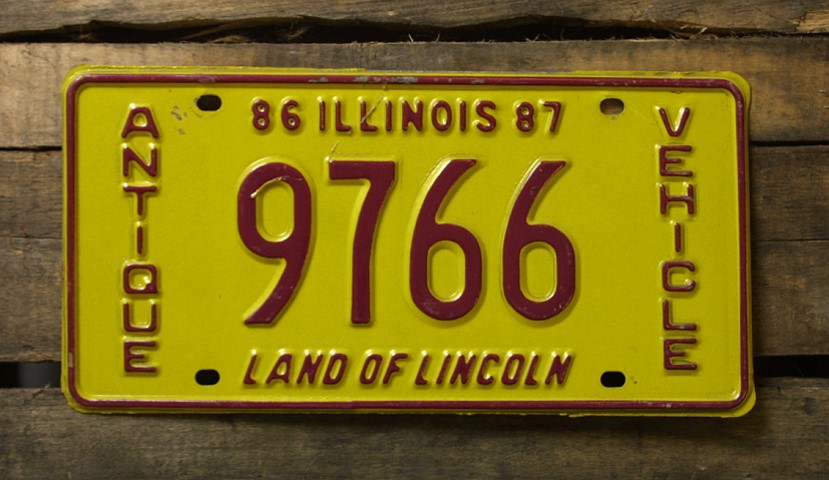 86 ILLINOIS 87
ANTIQUE
9766
VEHICLE
LAND OF LINCOLN